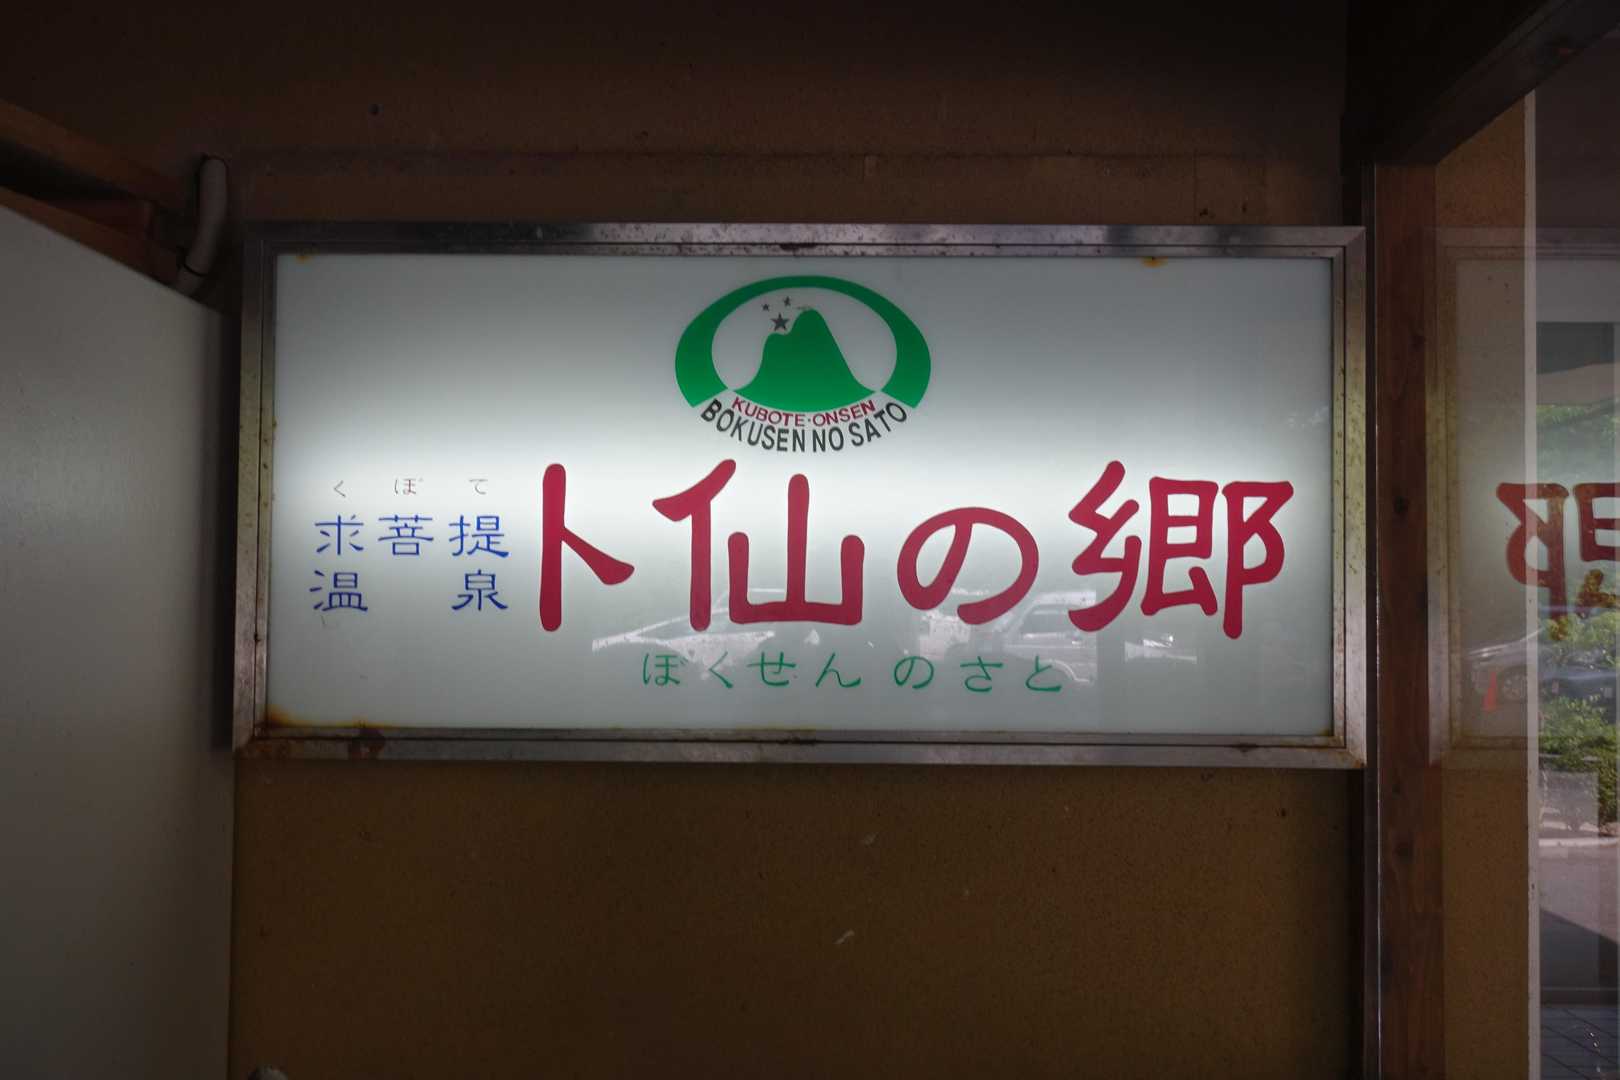 KUBOTE·ONSEN
BOKUSEN NO SATO
くぼて
求菩提
温泉
卜仙の郷
ぼくせんのさと